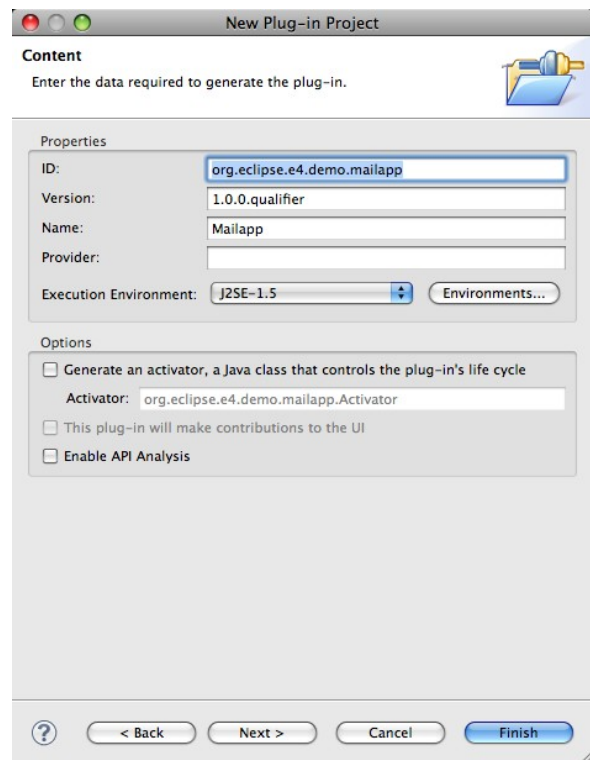 New Plug-in Project
Content
Enter the data required to generate the plug-in.
Properties
ID: org.eclipse.e4.demo.mailapp
Version: 1.0.0.qualifier
Name: Mailapp
Provider:
Execution Environment: J2SE-1.5 Environments...
Options
Generate an activator, a Java class that controls the plug-in's life cycle
Activator: org.eclipse.e4.demo.mailapp.Activator
This plug-in will make contributions to the UI
Enable API Analysis
? < Back Next > Cancel Finish